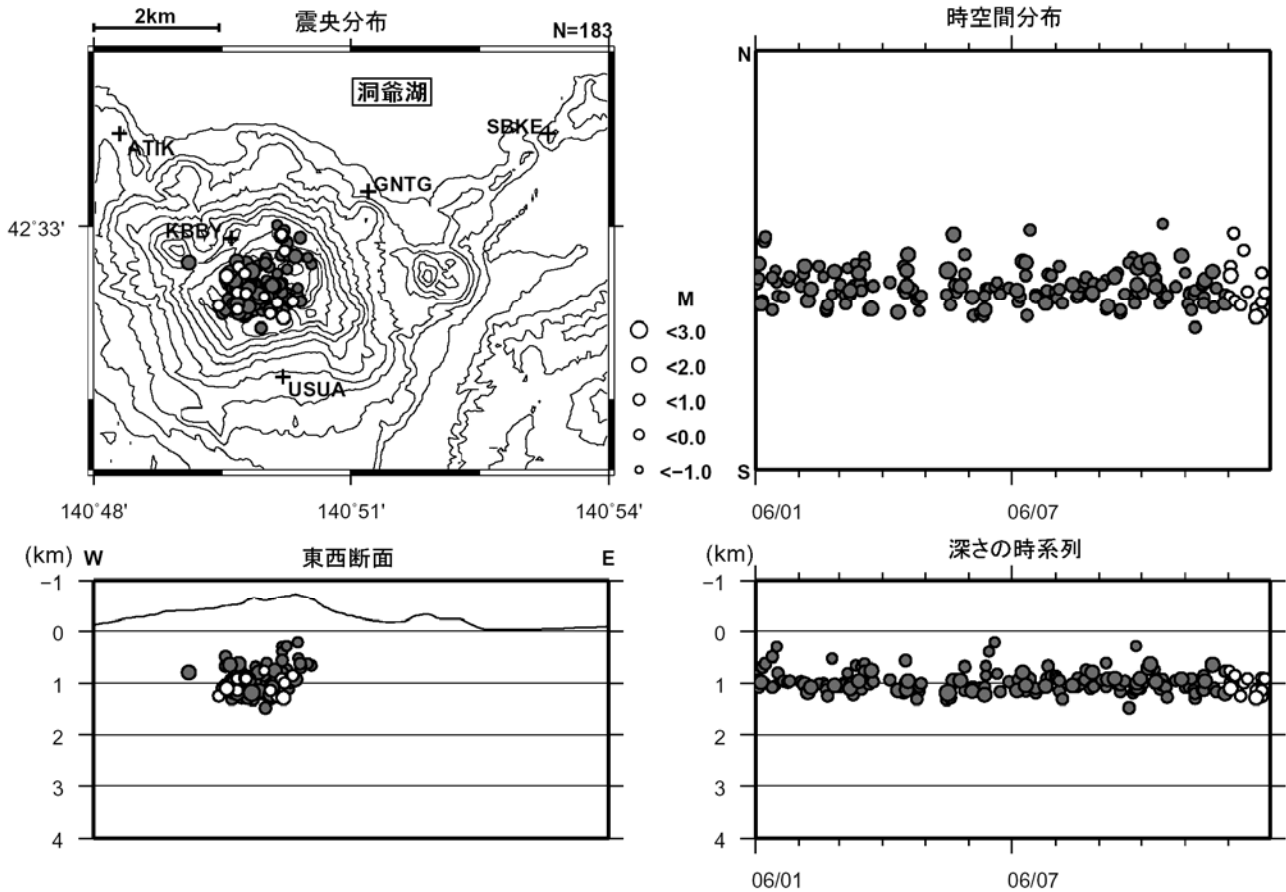 2km
震央分布
N=183
洞爺湖
SBKE
ATIK
GNTG
KBBY
USUA
42°33'
140°48'
140°51'
140°54'
M
<3.0
<2.0
<1.0
<0.0
<−1.0
時空間分布
N
S
06/01
06/07
(km)
W
東西断面
E
−1
0
1
2
3
4
(km)
深さの時系列
−1
0
1
2
3
4
06/01
06/07